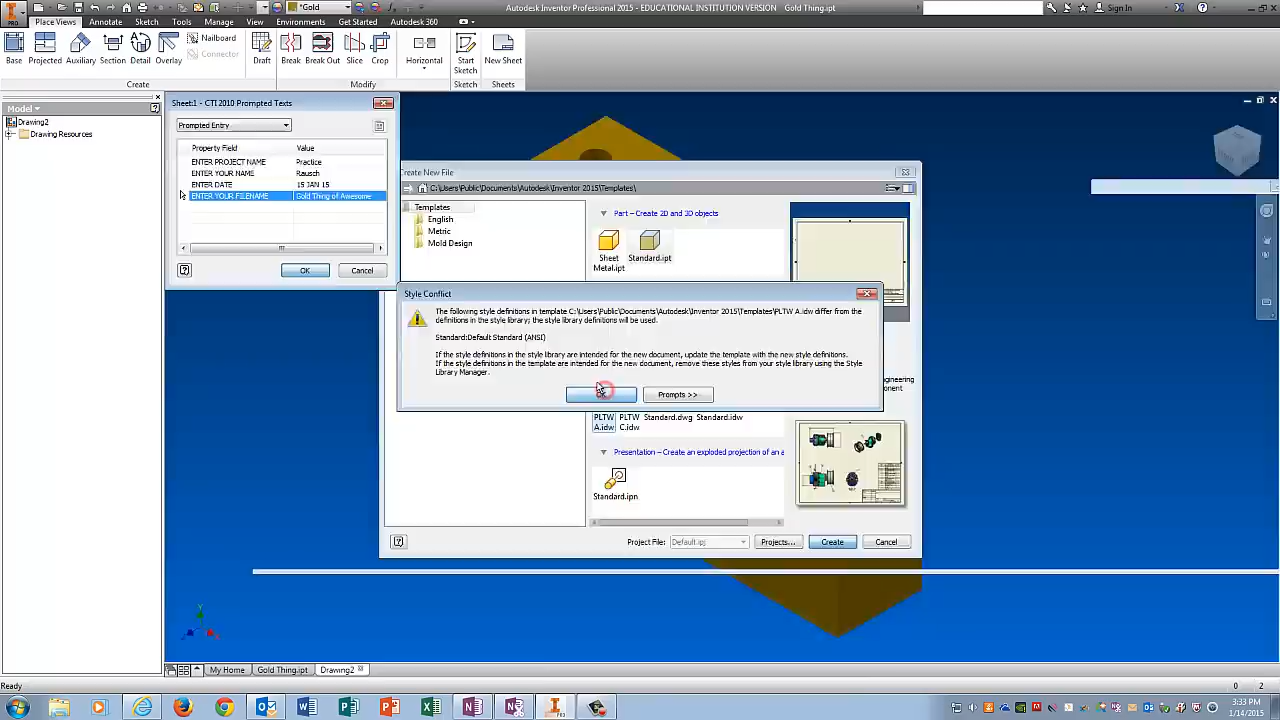 *Gold
Autodesk Inventor Professional 2015 - EDUCATIONAL INSTITUTION VERSION Gold Thing.ipt
Sign In
PRO
Place Views Annotate Sketch Tools Manage View Environments Get Started Autodesk 360
Base Projected Auxiliary Section Detail Overlay
Nailboard
Connector
Draft Break Break Out Slice Crop Horizontal Start Sketch New Sheet
Create Modify Sketch Sheets
Model
Drawing2
Drawing Resources
Sheet:1 - CTI 2010 Prompted Texts
Prompted Entry
Property Field Value
ENTER PROJECT NAME Practice
ENTER YOUR NAME Rausch
ENTER DATE 15 JAN 15
ENTER YOUR FILENAME Gold Thing of Awesome
OK Cancel
Create New File
C:\Users\Public\Documents\Autodesk\Inventor 2015\Templates\
Templates
English
Metric
Mold Design
Part – Create 2D and 3D objects
Sheet Metal.ipt Standard.ipt
Style Conflict
The following style definitions in template C:\Users\Public\Documents\Autodesk\Inventor 2015\Templates\PLTW A.idw differ from the
definitions in the style library; the style library definitions will be used.
Standard:Default Standard (ANSI)
If the style definitions in the style library are intended for the new document, update the template with the new style definitions.
If the style definitions in the template are intended for the new document, remove these styles from your style library using the Style
Library Manager.
Prompts >>
PLTW A.idw PLTW C.idw Standard.dwg Standard.idw
Presentation – Create an exploded projection of an a
Standard.ipn
Project File: Default.ipj Projects... Create Cancel
My Home Gold Thing.ipt Drawing2
Ready 0 2
3:33 PM
1/14/2015